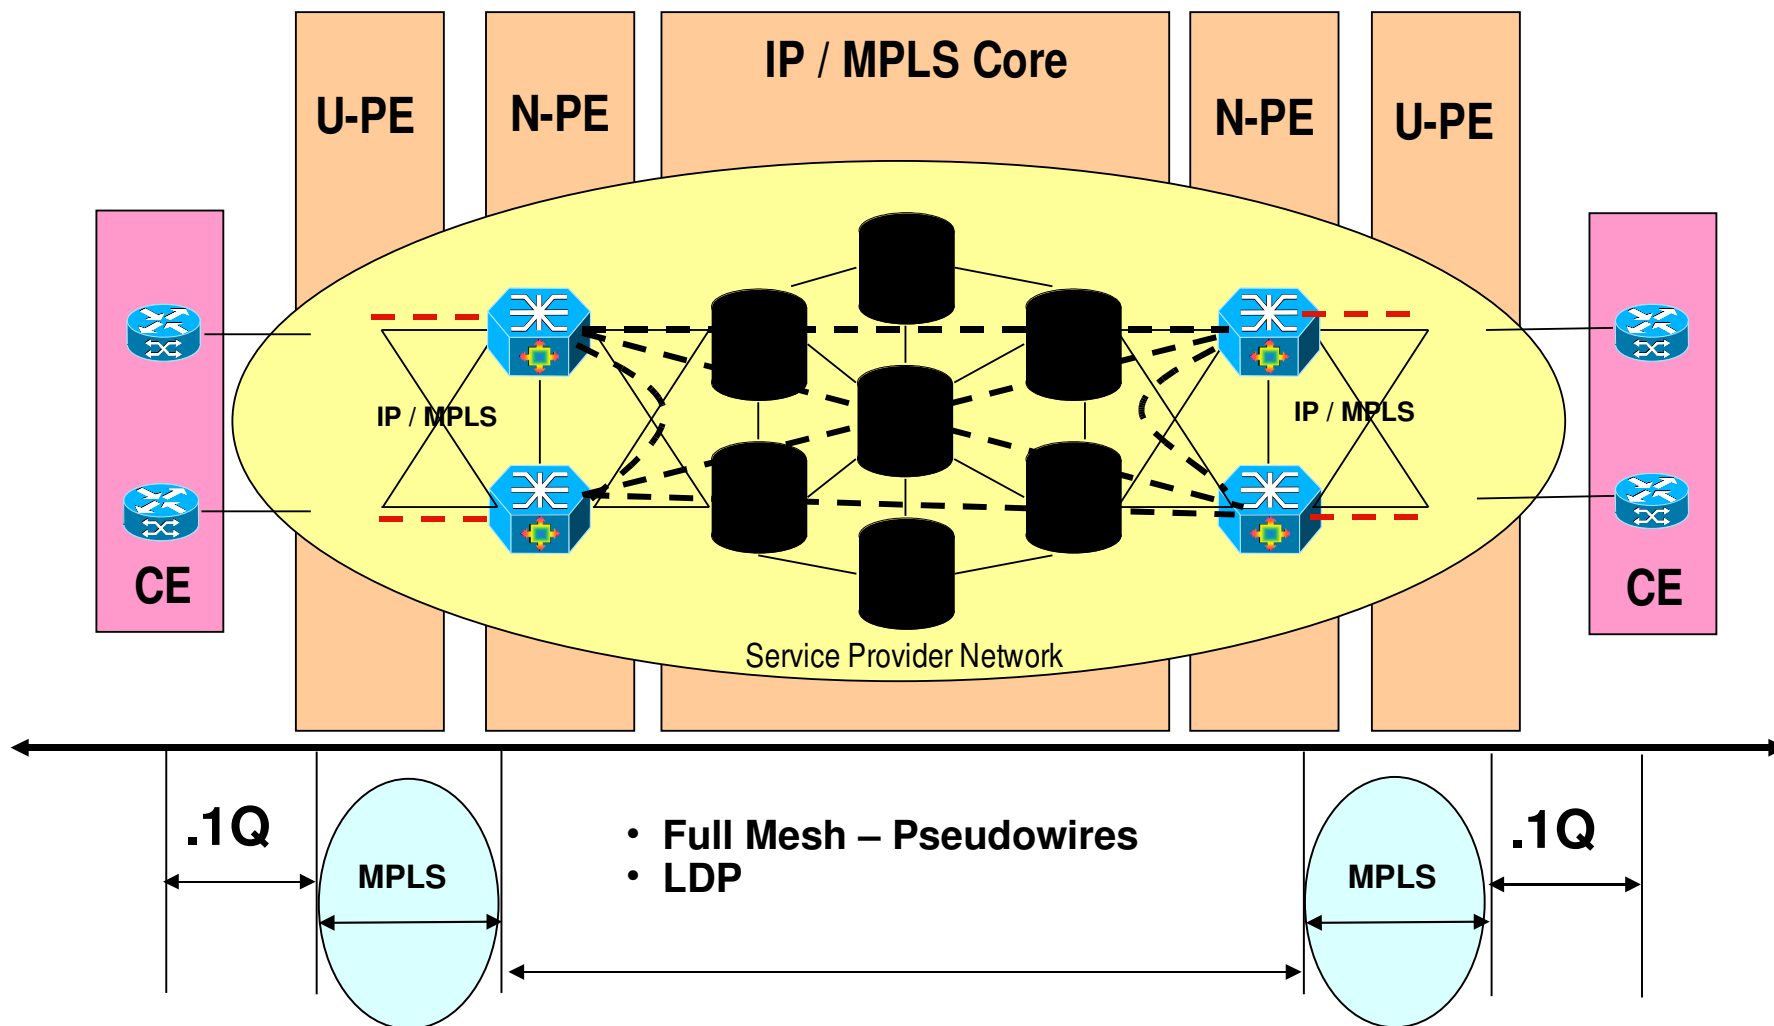 IP / MPLS Core
U-PE
N-PE
N-PE
U-PE
IP / MPLS
IP / MPLS
CE
CE
Service Provider Network
.1Q
MPLS
• Full Mesh – Pseudowires
• LDP
MPLS
.1Q